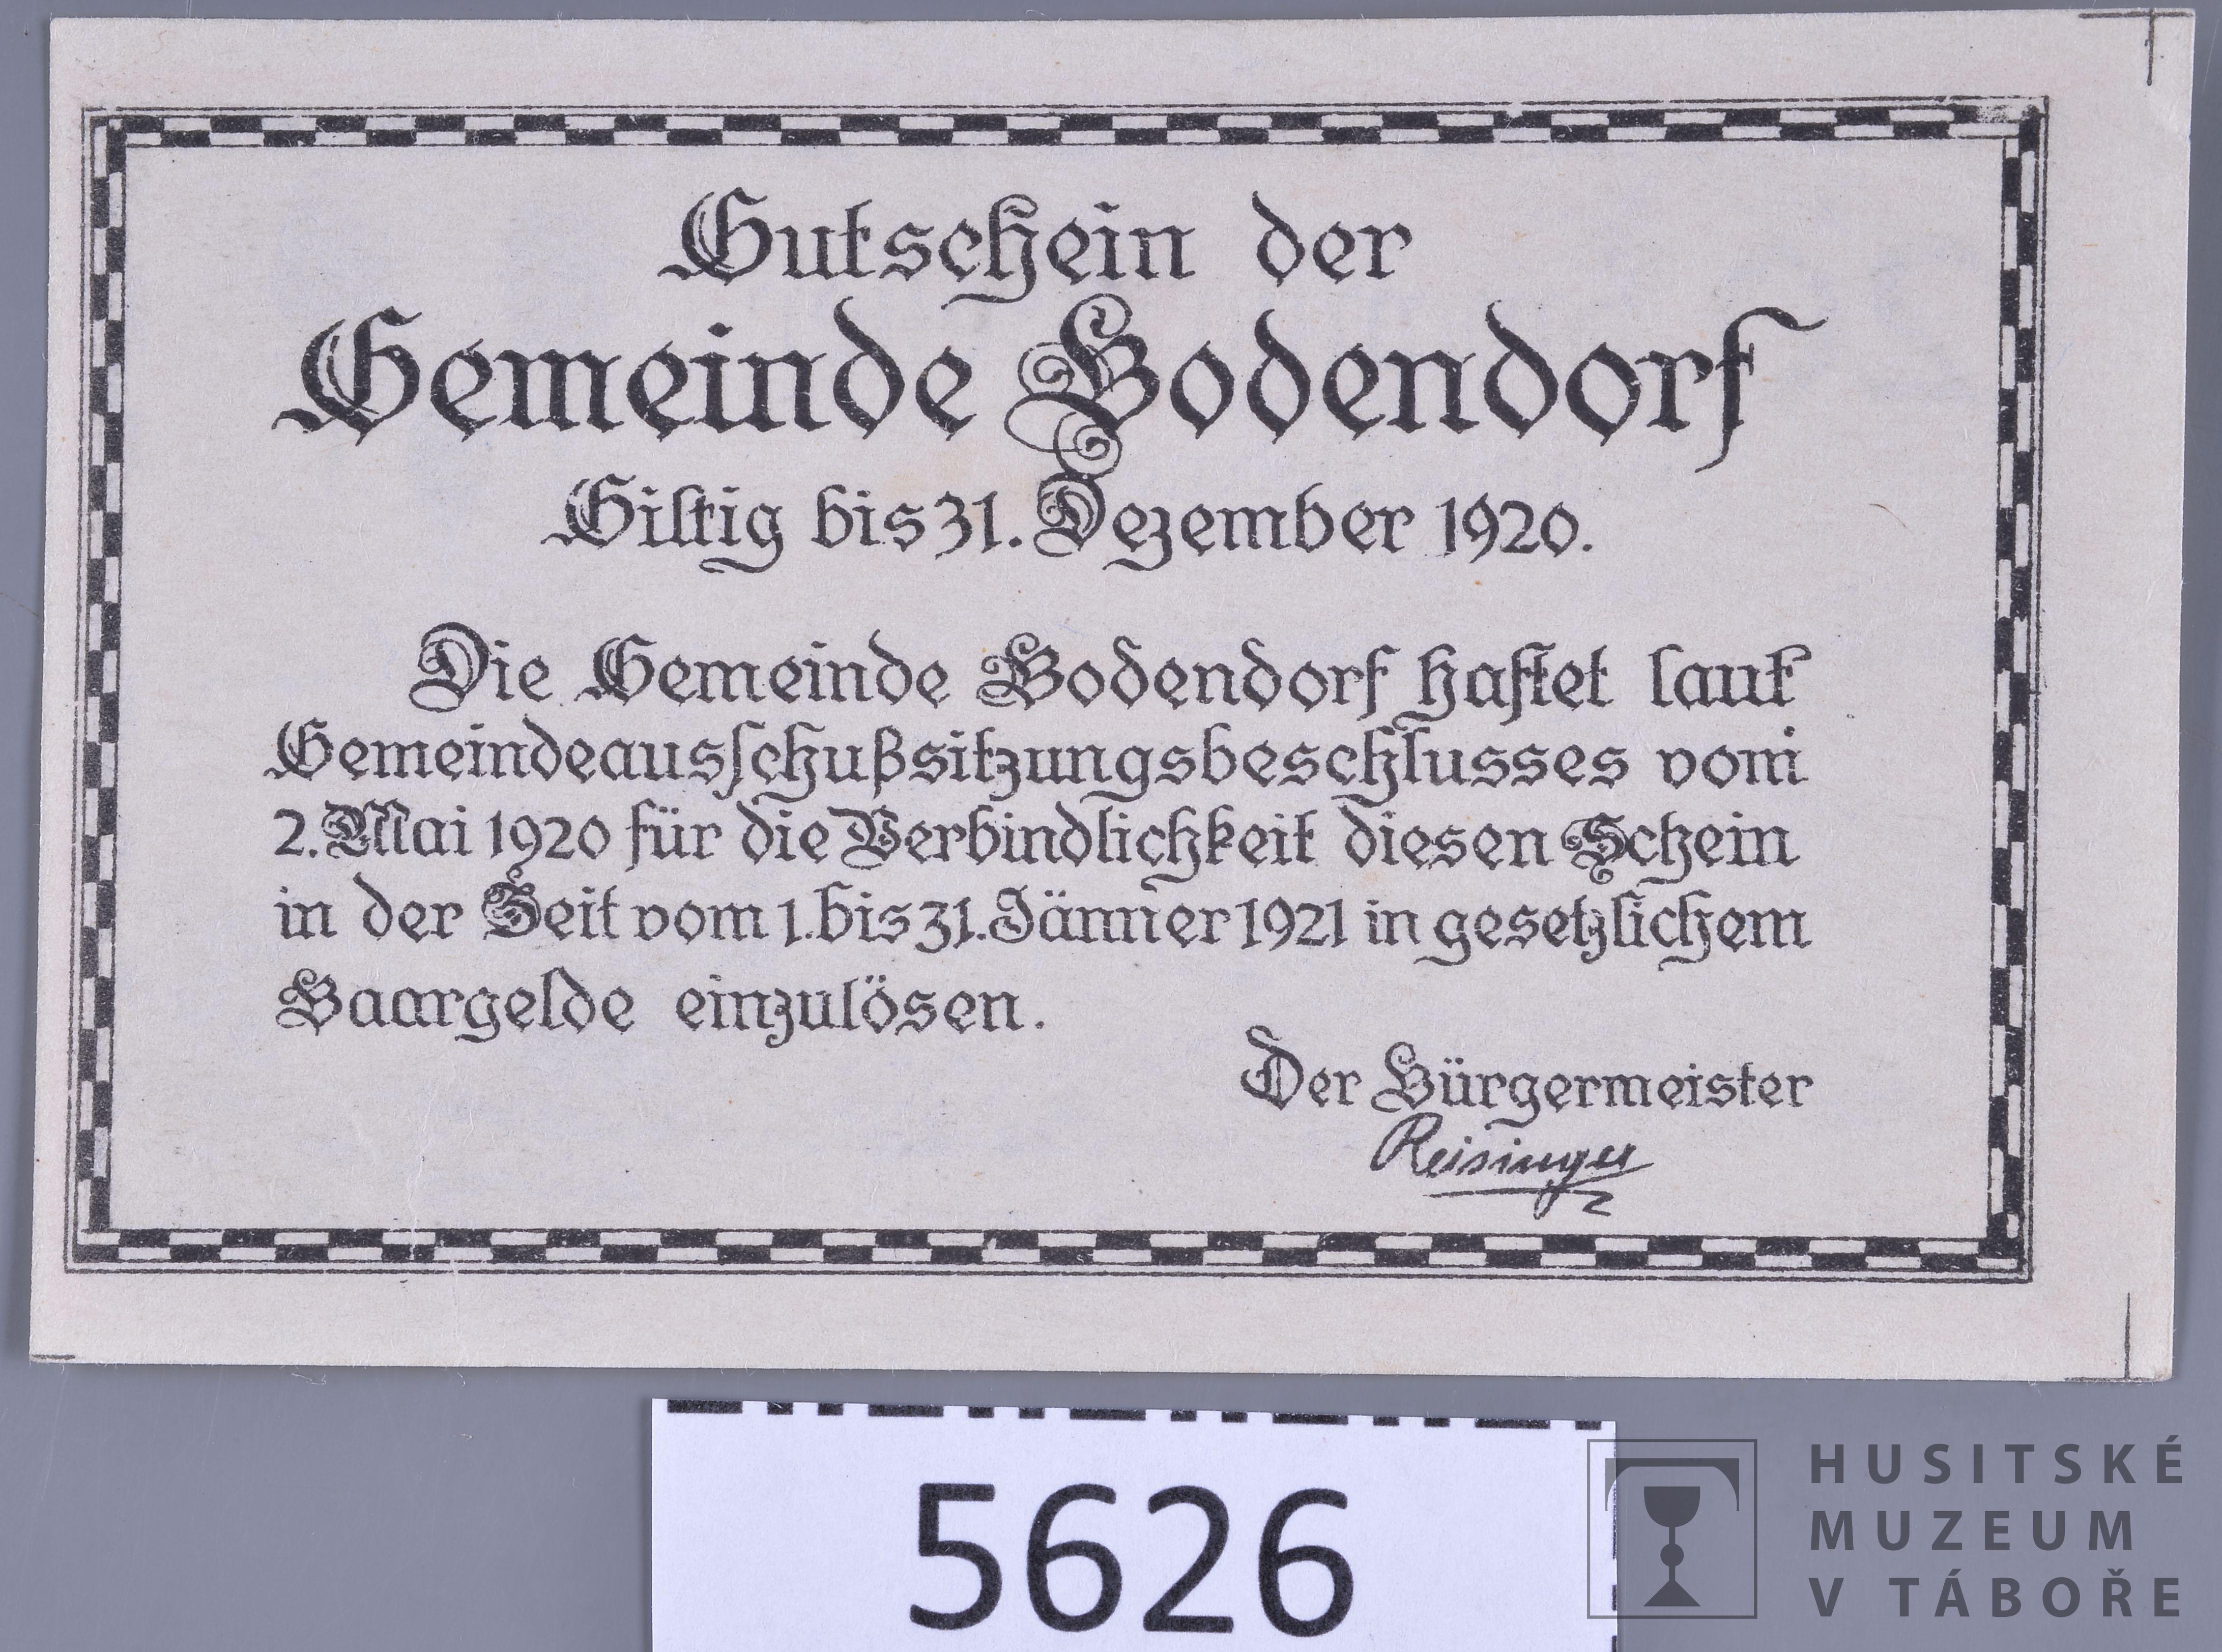 Gutschein der
Gemeinde Bodendorf
Giltig bis 31. Dezember 1920.
Die Gemeinde Bodendorf haftet laut
Gemeindeausschußsitzungsbeschlusses vom
2. Mai 1920 für die Verbindlichkeit diesen Schein
in der Zeit vom 1. bis 31. Jänner 1921 in gesetzlichem
Baargelde einzulösen.
Der Bürgermeister
Reisinger
5626
HUSITSKÉ
MUZEUM
V TÁBOŘE